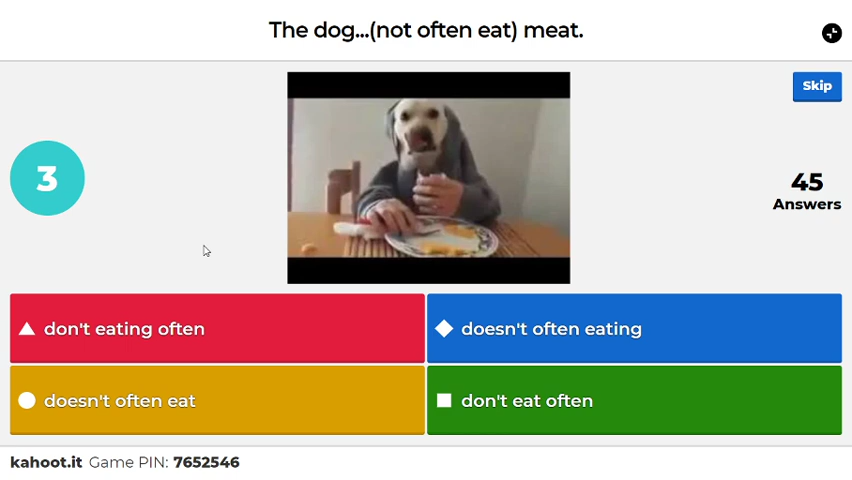 The dog...(not often eat) meat.
Skip
3
45
Answers
don't eating often
doesn't often eating
doesn't often eat
don't eat often
kahoot.it Game PIN: 7652546